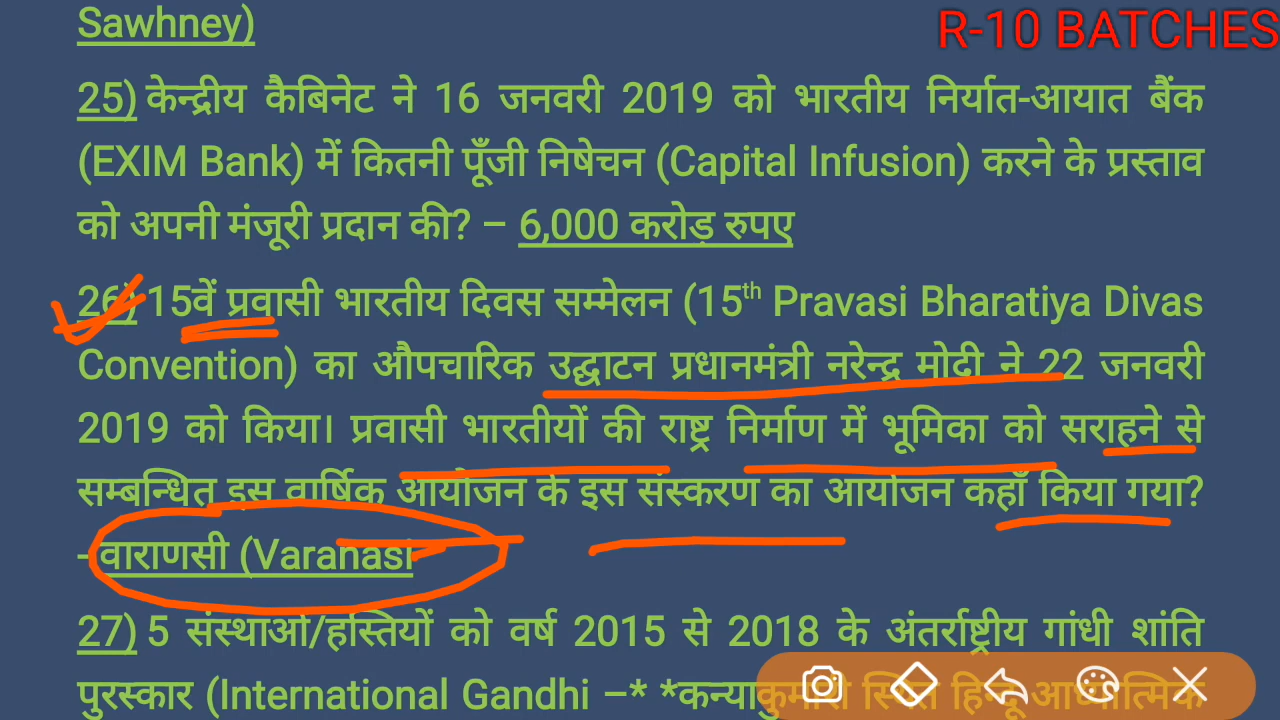 Sawhney)
R-10 BATCHES
25) केन्द्रीय कैबिनेट ने 16 जनवरी 2019 को भारतीय निर्यात-आयात बैंक
(EXIM Bank) में कितनी पूँजी निषेचन (Capital Infusion) करने के प्रस्ताव
को अपनी मंजूरी प्रदान की? – 6,000 करोड़ रुपए
26) 15वें प्रवासी भारतीय दिवस सम्मेलन (15th Pravasi Bharatiya Divas
Convention) का औपचारिक उद्घाटन प्रधानमंत्री नरेन्द्र मोदी ने 22 जनवरी
2019 को किया। प्रवासी भारतीयों की राष्ट्र निर्माण में भूमिका को सराहने से
सम्बन्धित इस वार्षिक आयोजन के इस संस्करण का आयोजन कहाँ किया गया?
- वाराणसी (Varanasi
27) 5 संस्थाओं/हस्तियों को वर्ष 2015 से 2018 के अंतर्राष्ट्रीय गांधी शांति
पुरस्कार (International Gandhi –* *कन्याकुमारी स्थित हिन्दू आध्यात्मिक